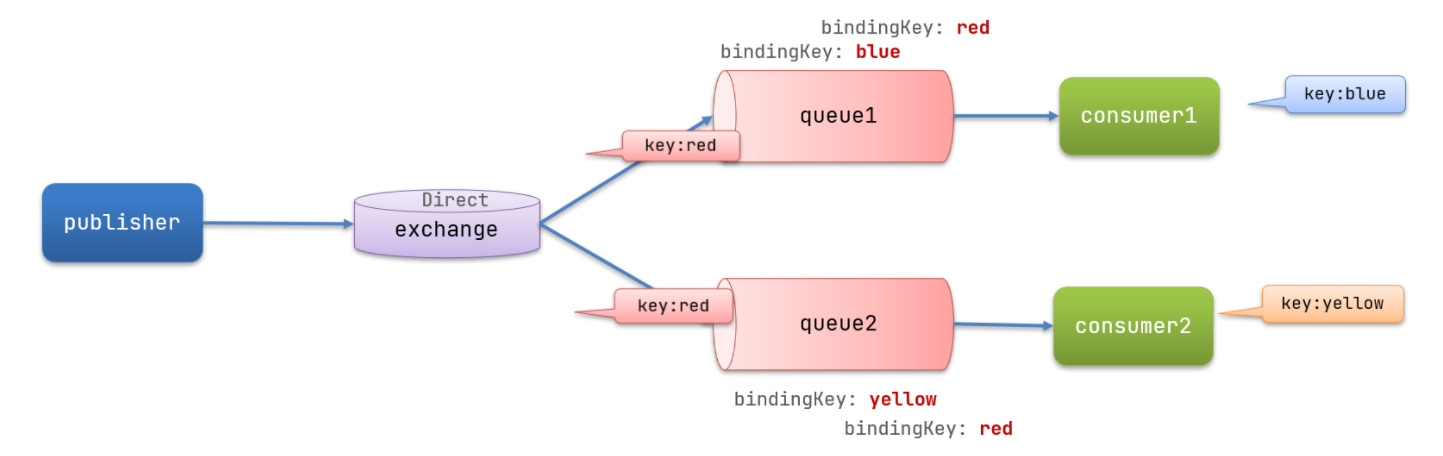 bindingKey: red
bindingKey: blue
queue1
consumer1
key:blue
key:red
publisher
Direct
exchange
key:red
queue2
consumer2
key:yellow
bindingKey: yellow
bindingKey: red